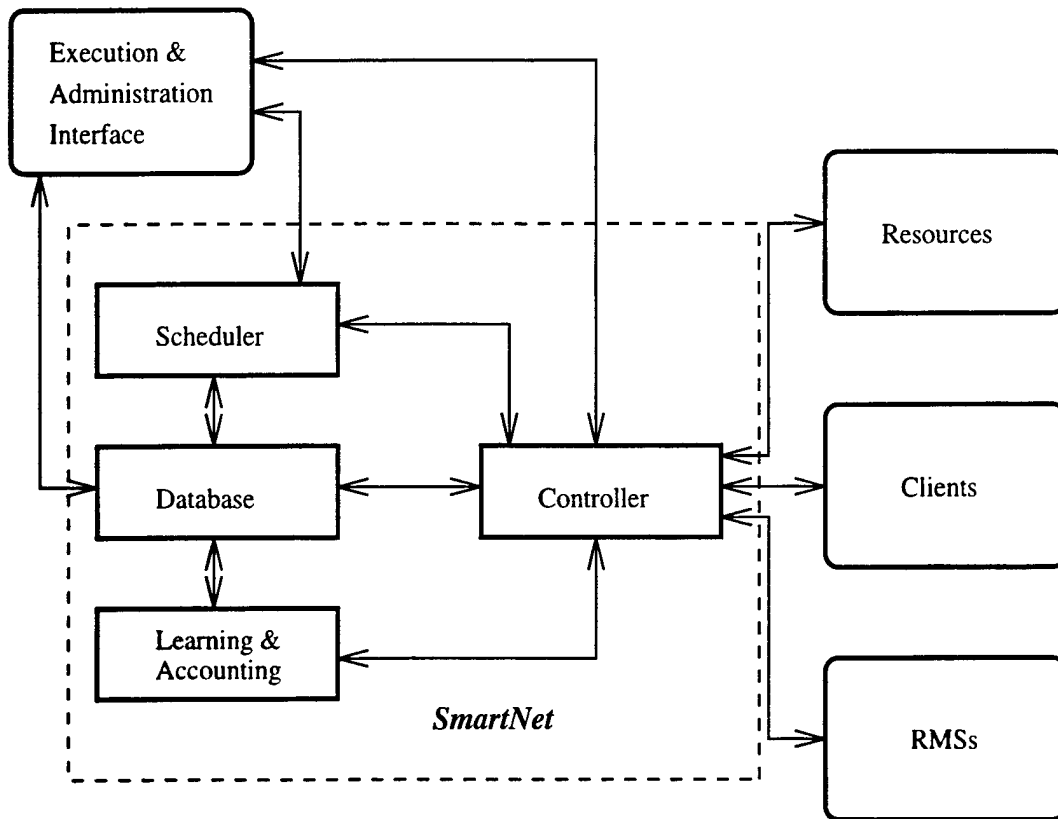 Execution &
Administration
Interface
Resources
Scheduler
Database
Controller
Clients
Learning &
Accounting
SmartNet
RMSs